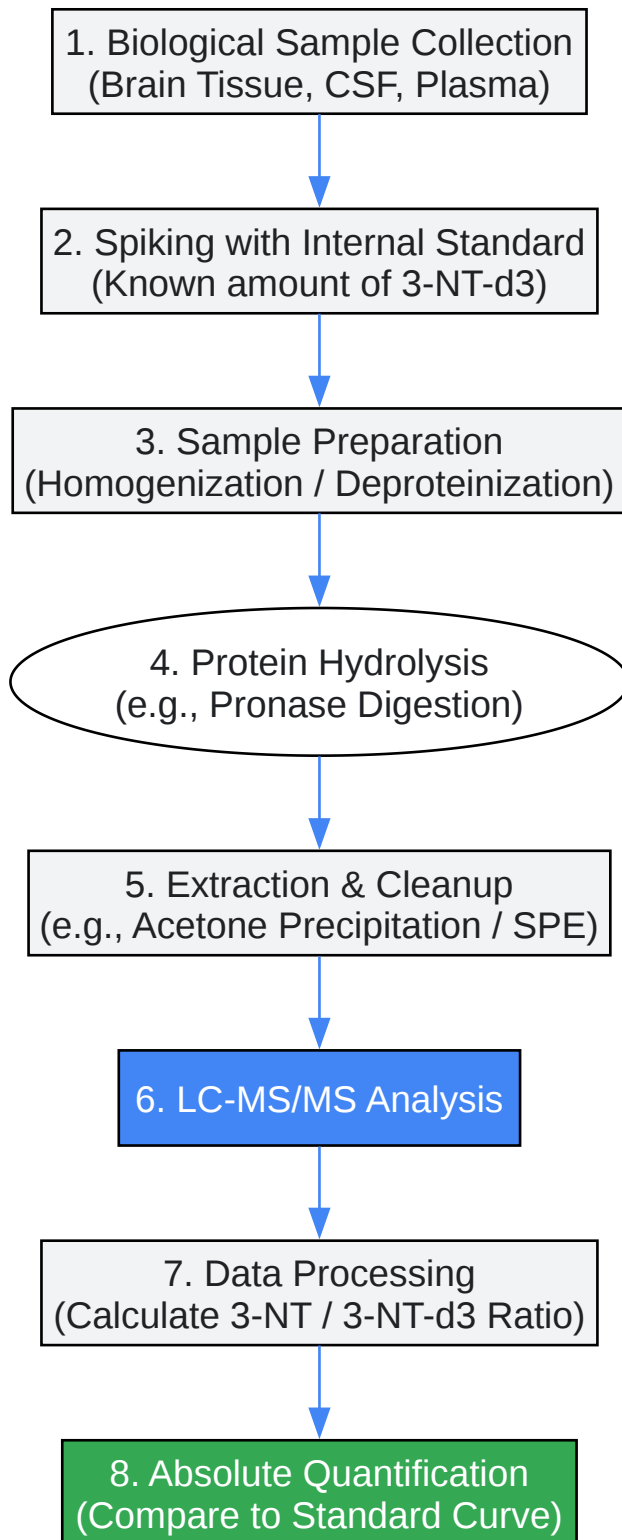 1. Biological Sample Collection
(Brain Tissue, CSF, Plasma)
2. Spiking with Internal Standard
(Known amount of 3-NT-d3)
3. Sample Preparation
(Homogenization / Deproteinization)
4. Protein Hydrolysis
(e.g., Pronase Digestion)
5. Extraction & Cleanup
(e.g., Acetone Precipitation / SPE)
6. LC-MS/MS Analysis
7. Data Processing
(Calculate 3-NT / 3-NT-d3 Ratio)
8. Absolute Quantification
(Compare to Standard Curve)